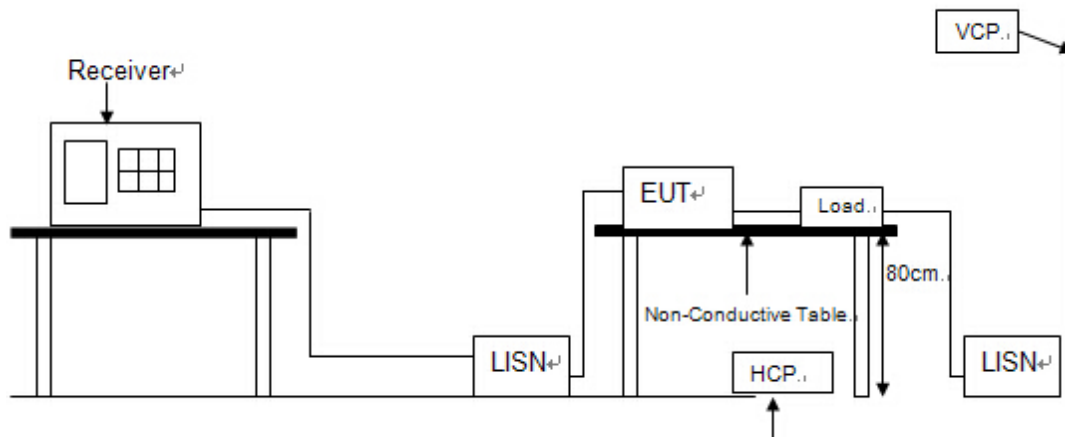 VCP.
Receiver↵
EUT↵
Load.
80cm.
Non-Conductive Table.
LISN↵
HCP.
LISN↵